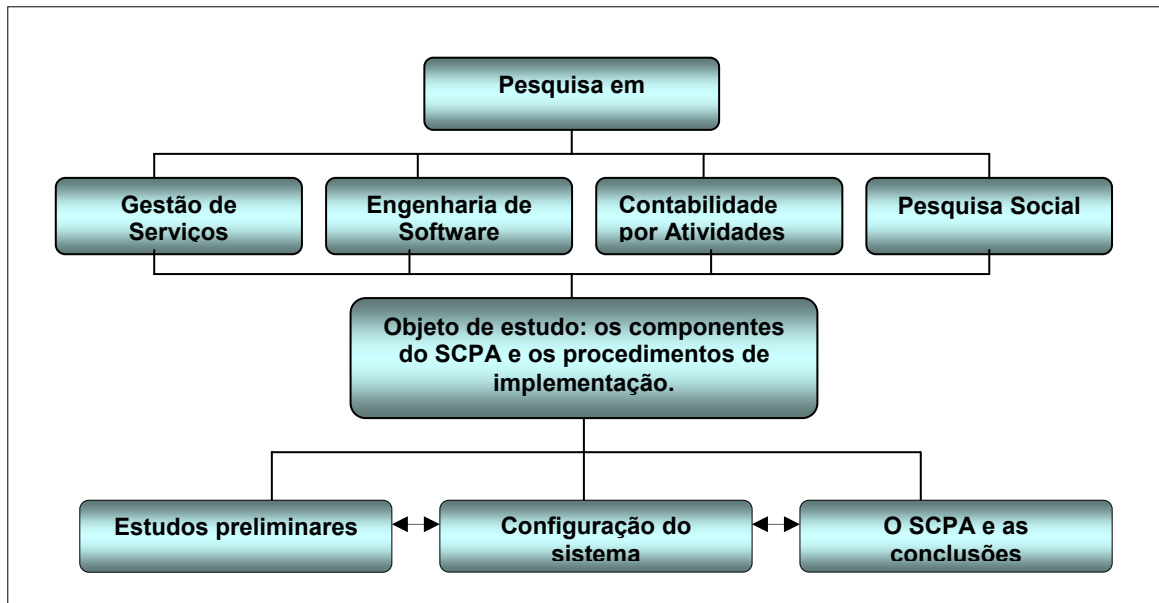 Pesquisa em
Gestão de
Serviços
Engenharia de
Software
Contabilidade
por Atividades
Pesquisa Social
Objeto de estudo: os componentes
do SCPA e os procedimentos de
implementação.
Estudos preliminares
Configuração do
sistema
O SCPA e as
conclusões